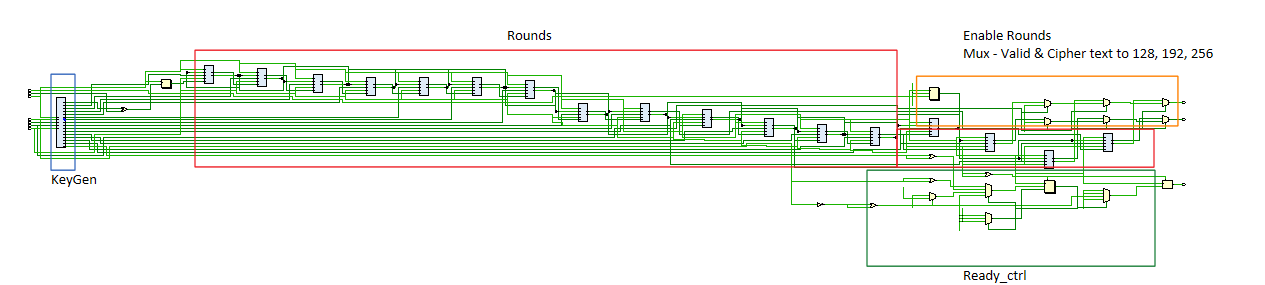 Rounds
Enable Rounds
Mux - Valid & Cipher text to 128, 192, 256
KeyGen
Ready_ctrl